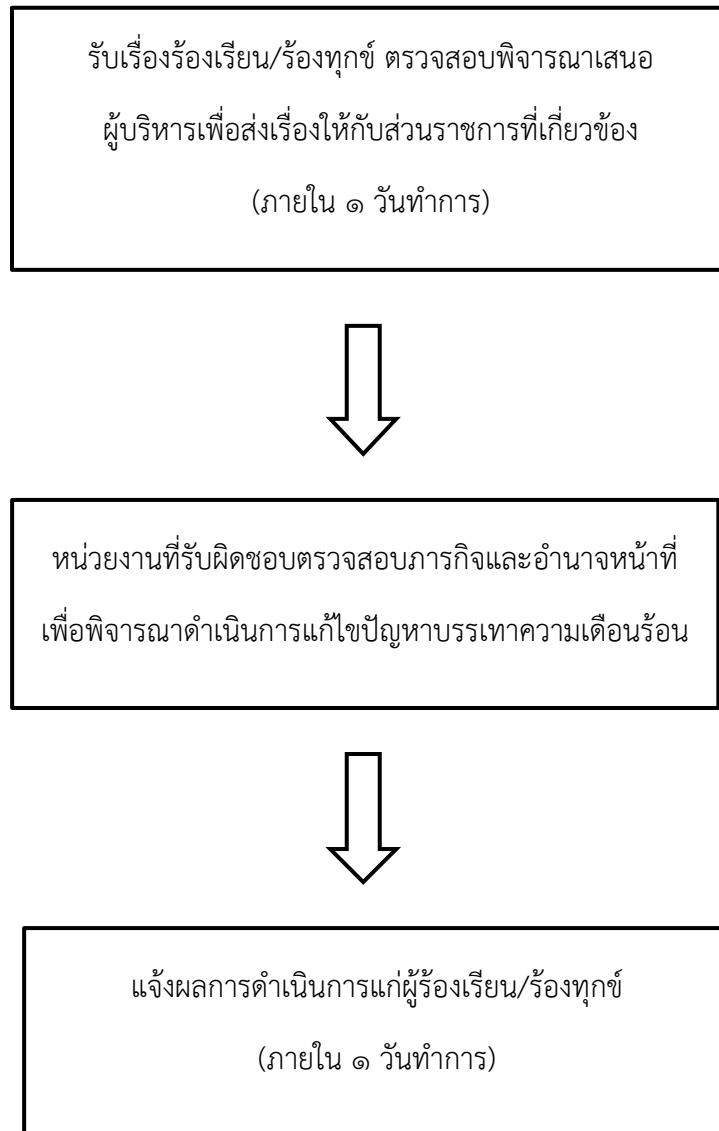 รับเรื่องร้องเรียน/ร้องทุกข์ ตรวจสอบพิจารณาเสนอ
ผู้บริหารเพื่อส่งเรื่องให้กับส่วนราชการที่เกี่ยวข้อง
(ภายใน ๑ วันทำการ)
หน่วยงานที่รับผิดชอบตรวจสอบภารกิจและอำนาจหน้าที่
เพื่อพิจารณาดำเนินการแก้ไขปัญหาบรรเทาความเดือนร้อน
แจ้งผลการดำเนินการแก่ผู้ร้องเรียน/ร้องทุกข์
(ภายใน ๑ วันทำการ)